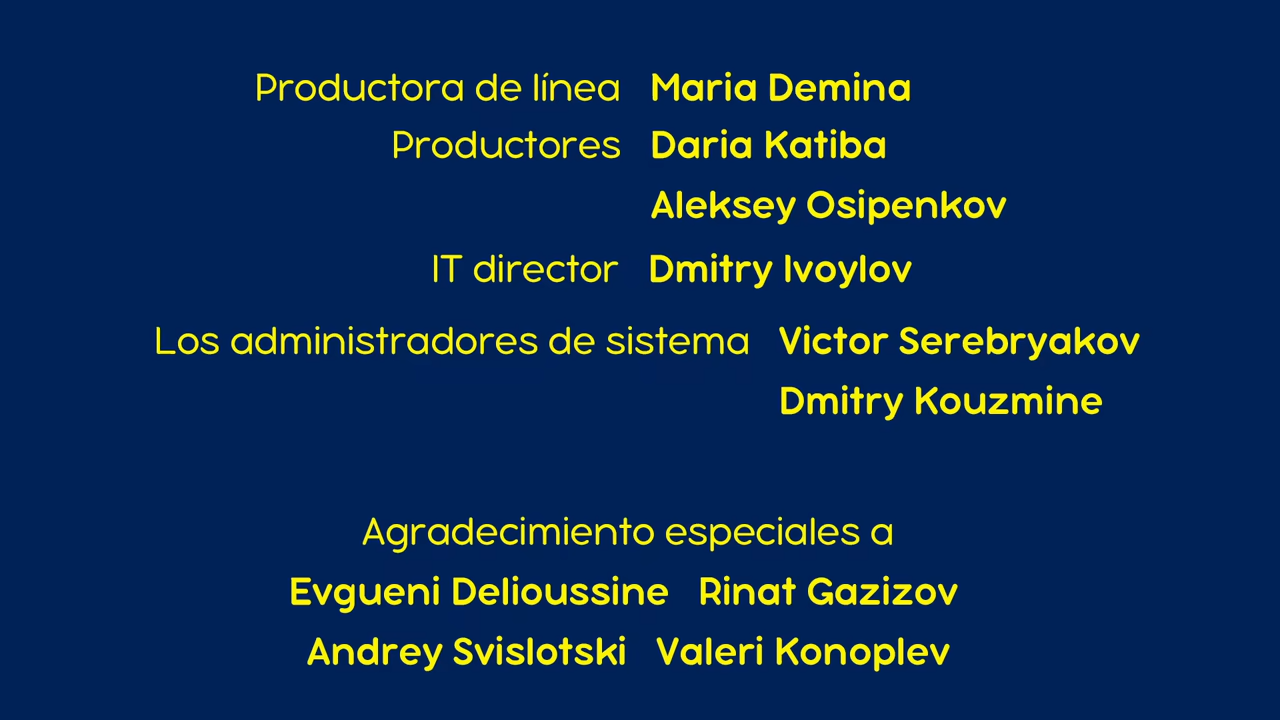 Productora de línea Maria Demina
Productores Daria Katiba
Aleksey Osipenkov
IT director Dmitry Ivoylov
Los administradores de sistema Victor Serebryakov
Dmitry Kouzmine
Agradecimiento especiales a
Evgueni Delioussine Rinat Gazizov
Andrey Svislotski Valeri Konoplev